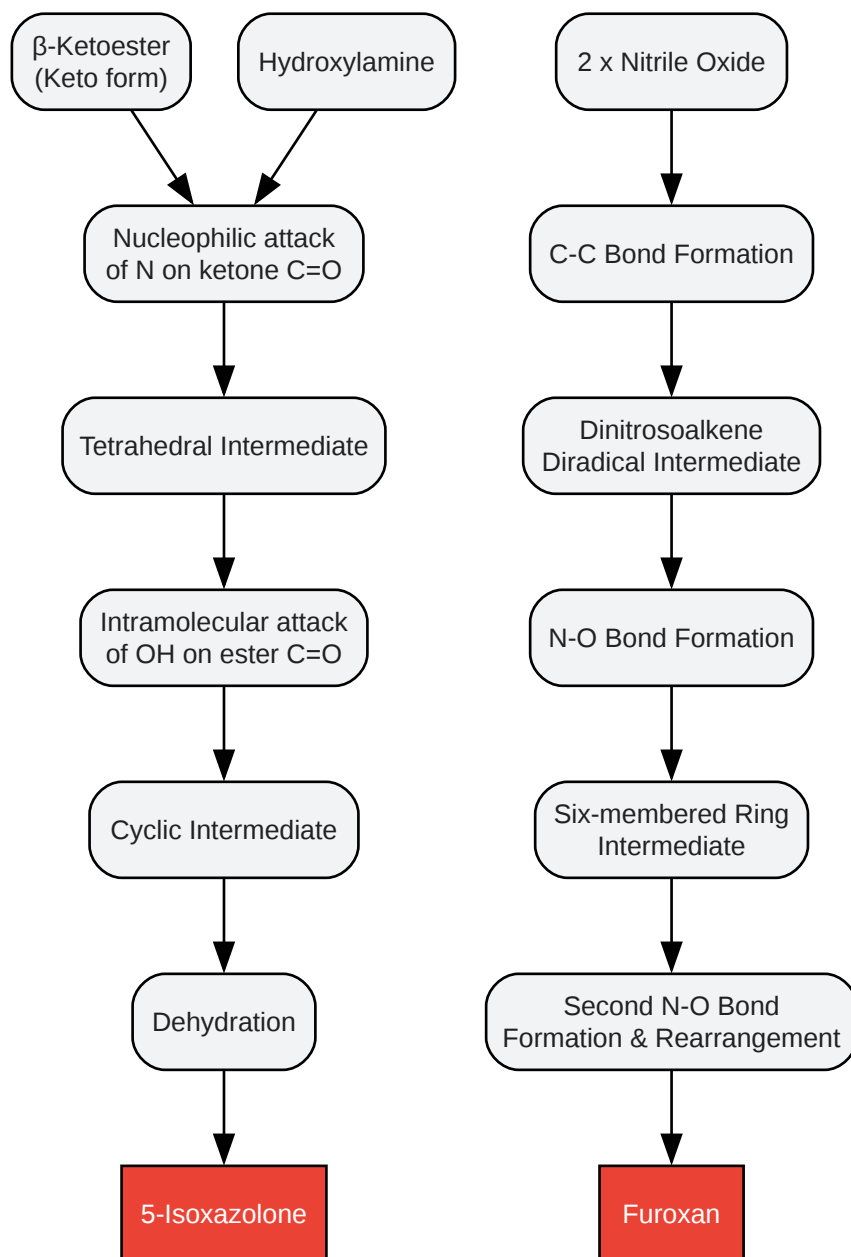 β-Ketoester
(Keto form)
Hydroxylamine
Nucleophilic attack
of N on ketone C=O
Tetrahedral Intermediate
Intramolecular attack
of OH on ester C=O
Cyclic Intermediate
Dehydration
5-Isoxazolone
2 x Nitrile Oxide
C-C Bond Formation
Dinitrosoalkene
Diradical Intermediate
N-O Bond Formation
Six-membered Ring
Intermediate
Second N-O Bond
Formation & Rearrangement
Furoxan